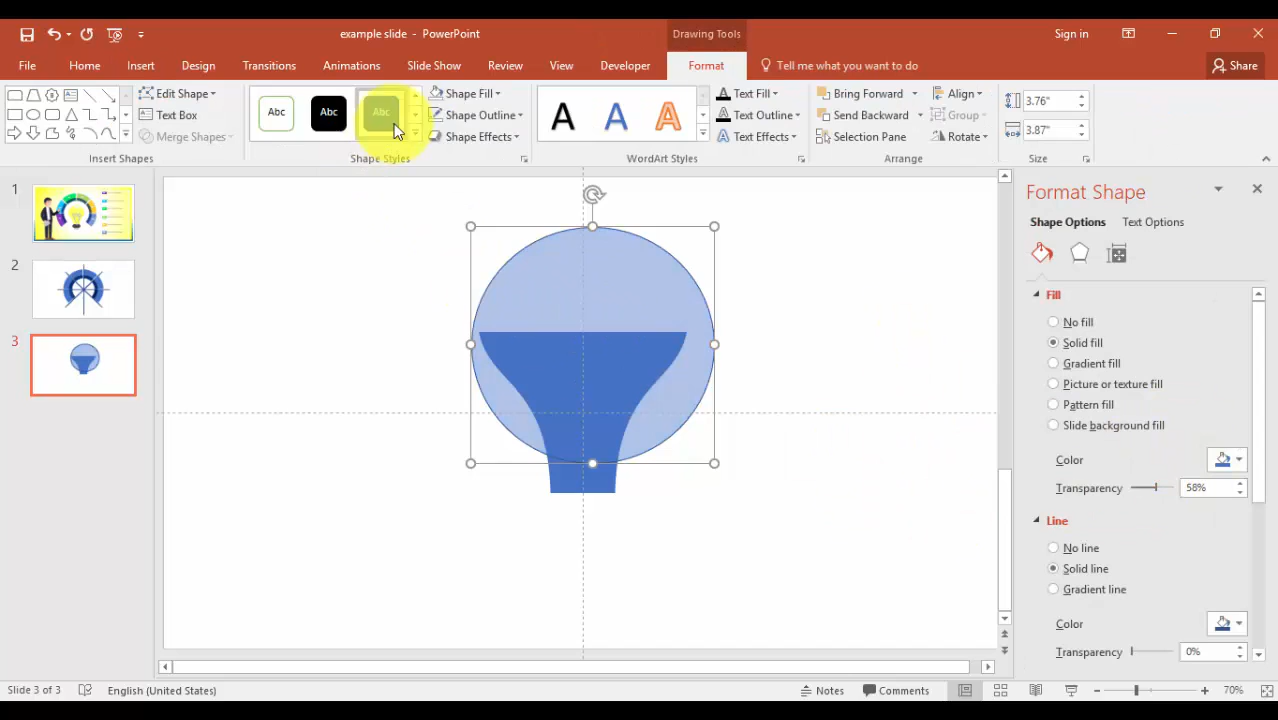 example slide - PowerPoint
Drawing Tools
Sign in
File Home Insert Design Transitions Animations Slide Show Review View Developer Format Tell me what you want to do Share
Edit Shape
Text Box
Merge Shapes
Insert Shapes
Abc Abc Abc
Shape Fill
Shape Outline
Shape Effects
Shape Styles
A A A
Text Fill
Text Outline
Text Effects
WordArt Styles
Bring Forward
Send Backward
Selection Pane
Align
Group
Rotate
Arrange
3.76"
3.87"
Size
1
2
3
Format Shape
Shape Options Text Options
Fill
No fill
Solid fill
Gradient fill
Picture or texture fill
Pattern fill
Slide background fill
Color
Transparency 58%
Line
No line
Solid line
Gradient line
Color
Transparency 0%
Slide 3 of 3 English (United States) Notes Comments 70%